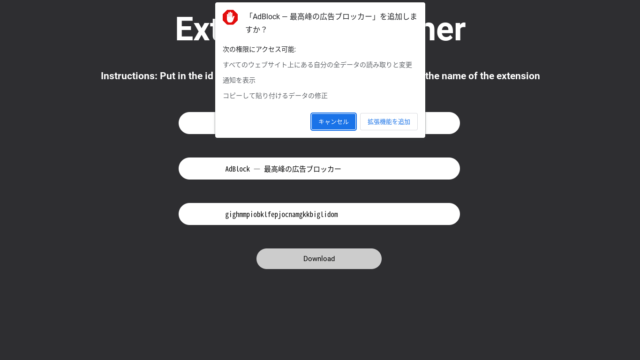 Exte
ner
「AdBlock — 最高峰の広告ブロッカー」を追加しま
すか？
次の権限にアクセス可能:
すべてのウェブサイト上にある自分の全データの読み取りと変更
通知を表示
コピーして貼り付けるデータの修正
キャンセル
拡張機能を追加
Instructions: Put in the id
the name of the extension
AdBlock — 最高峰の広告ブロッカー
gighmmpiobklfepjocnamgkkbiglidom
Download